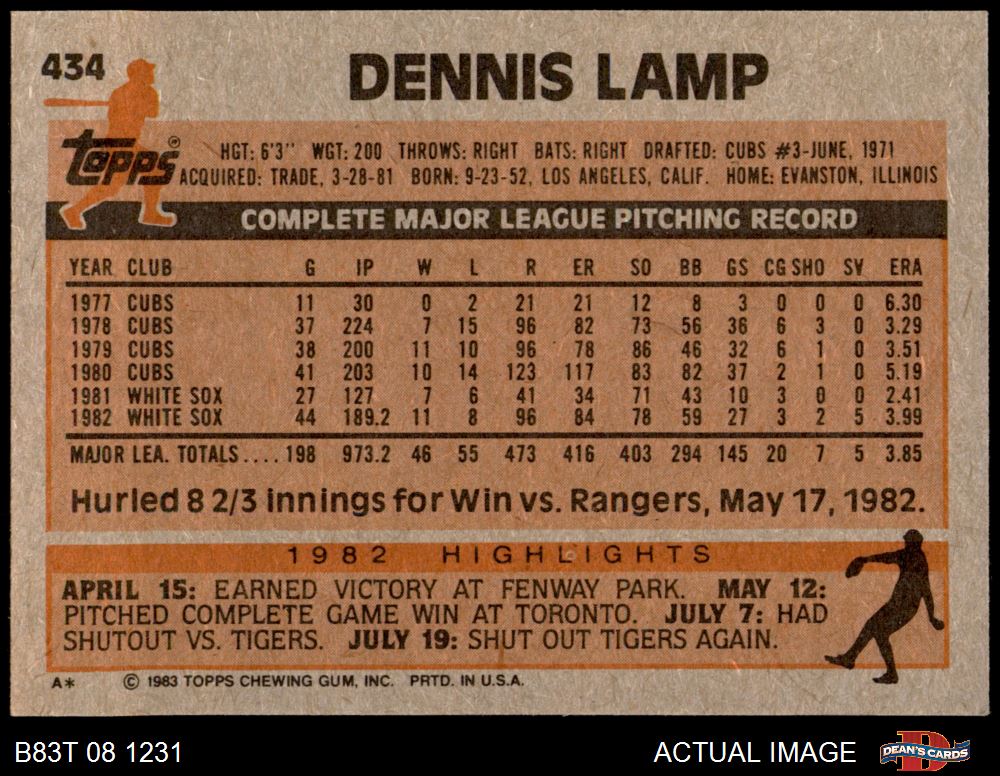 434
DENNIS LAMP
topps®
HGT: 6'3" WGT: 200 THROWS: RIGHT BATS: RIGHT DRAFTED: CUBS #3-JUNE, 1971
ACQUIRED: TRADE, 3-28-81 BORN: 9-23-52, LOS ANGELES, CALIF. HOME: EVANSTON, ILLINOIS
COMPLETE MAJOR LEAGUE PITCHING RECORD
YEAR CLUB G IP W L R ER SO BB GS CG SHO SV ERA
1977 CUBS 11 30 0 2 21 21 12 8 3 0 0 0 6.30
1978 CUBS 37 224 7 15 96 82 73 56 36 6 3 0 3.29
1979 CUBS 38 200 11 10 96 78 86 46 32 6 1 0 3.51
1980 CUBS 41 203 10 14 123 117 83 82 37 2 1 0 5.19
1981 WHITE SOX 27 127 7 6 41 34 71 43 10 3 0 0 2.41
1982 WHITE SOX 44 189.2 11 8 96 84 78 59 27 3 2 5 3.99
MAJOR LEA. TOTALS.... 198 973.2 46 55 473 416 403 294 145 20 7 5 3.85
Hurled 8 2/3 innings for Win vs. Rangers, May 17, 1982.
1982 HIGHLIGHTS
APRIL 15: EARNED VICTORY AT FENWAY PARK. MAY 12:
PITCHED COMPLETE GAME WIN AT TORONTO. JULY 7: HAD
SHUTOUT VS. TIGERS. JULY 19: SHUT OUT TIGERS AGAIN.
A* © 1983 TOPPS CHEWING GUM, INC. PRTD. IN U.S.A.
B83T 08 1231 ACTUAL IMAGE D DEAN'S CARDS